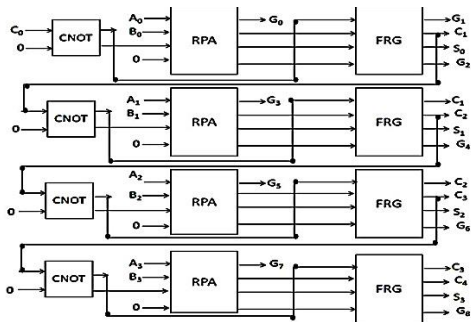 A₀ G₀ G₁
C₀ CNOT B₀ RPA FRG C₁
0 S₀
0 G₂
A₁ G₃ C₁
CNOT B₁ RPA FRG C₂
0 S₁
0 G₄
A₂ G₅ C₂
CNOT B₂ RPA FRG C₃
0 S₂
0 G₆
A₃ G₇ C₃
CNOT B₃ RPA FRG C₄
0 S₃
0 G₈